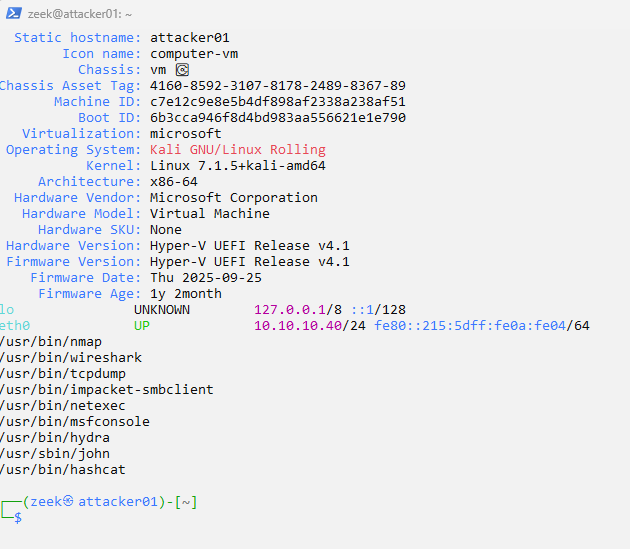 zeek@attacker01: ~
Static hostname: attacker01
Icon name: computer-vm
Chassis: vm
Chassis Asset Tag: 4160-8592-3107-8178-2489-8367-89
Machine ID: c7e12c9e8e5b4df898af2338a238af51
Boot ID: 6b3cca946f8d4bd983aa556621e1e790
Virtualization: microsoft
Operating System: Kali GNU/Linux Rolling
Kernel: Linux 7.1.5+kali-amd64
Architecture: x86-64
Hardware Vendor: Microsoft Corporation
Hardware Model: Virtual Machine
Hardware SKU: None
Hardware Version: Hyper-V UEFI Release v4.1
Firmware Version: Hyper-V UEFI Release v4.1
Firmware Date: Thu 2025-09-25
Firmware Age: 1y 2month
lo UNKNOWN 127.0.0.1/8 ::1/128
eth0 UP 10.10.10.40/24 fe80::215:5dff:fe0a:fe04/64
/usr/bin/nmap
/usr/bin/wireshark
/usr/bin/tcpdump
/usr/bin/impacket-smbclient
/usr/bin/netexec
/usr/bin/msfconsole
/usr/bin/hydra
/usr/sbin/john
/usr/bin/hashcat
┌──(zeek㉿attacker01)-[~]
└─$